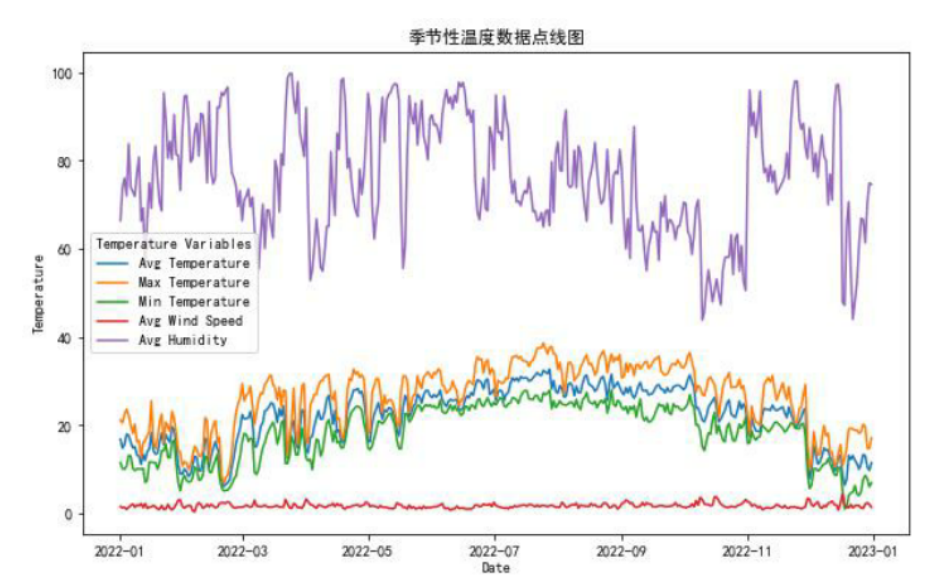 季节性温度数据点线图
100
80
60
40
20
0
Temperature
Temperature Variables
Avg Temperature
Max Temperature
Min Temperature
Avg Wind Speed
Avg Humidity
2022-01
2022-03
2022-05
2022-07
2022-09
2022-11
2023-01
Date